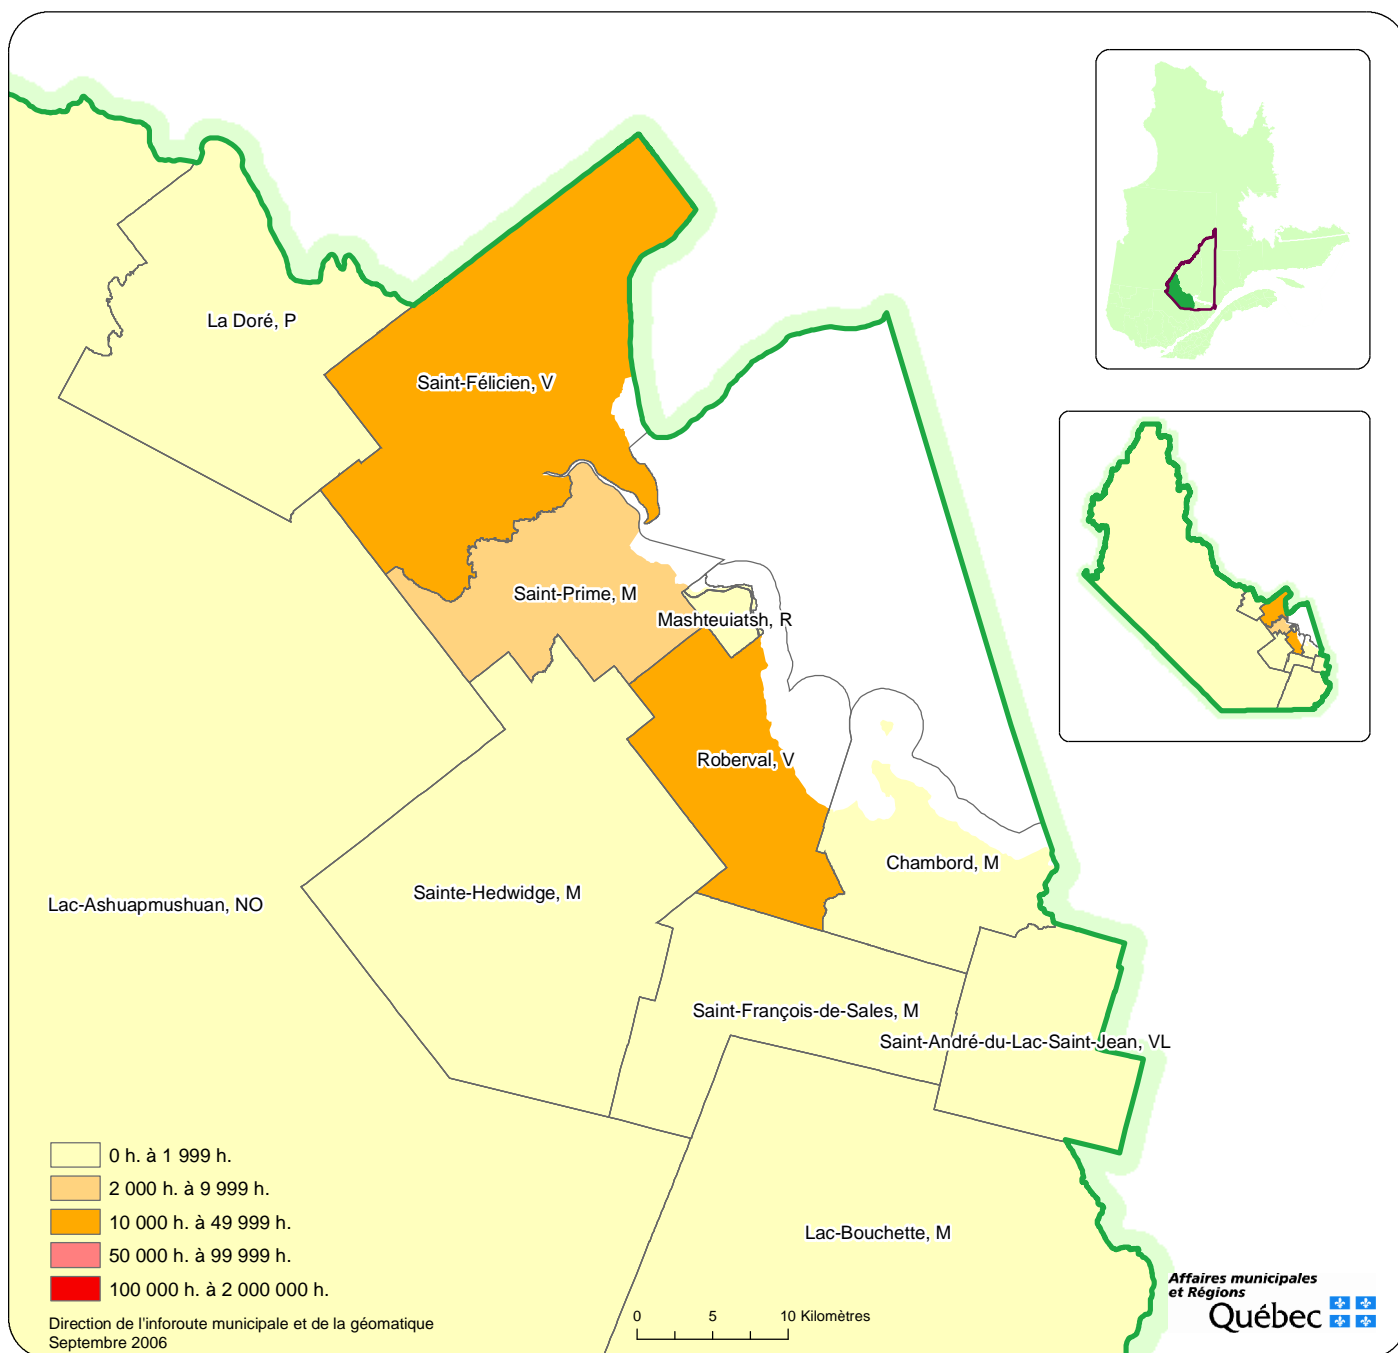 La Doré, P
Saint-Félicien, V
Saint-Prime, M
Mashteuiatsh, R
Roberval, V
Chambord, M
Sainte-Hedwidge, M
Lac-Ashuapmushuan, NO
Saint-François-de-Sales, M
Saint-André-du-Lac-Saint-Jean, VL
Lac-Bouchette, M
0 h. à 1 999 h.
2 000 h. à 9 999 h.
10 000 h. à 49 999 h.
50 000 h. à 99 999 h.
100 000 h. à 2 000 000 h.
Direction de l'inforoute municipale et de la géomatique
Septembre 2006
0 5 10 Kilomètres
Affaires municipales
et Régions
Québec